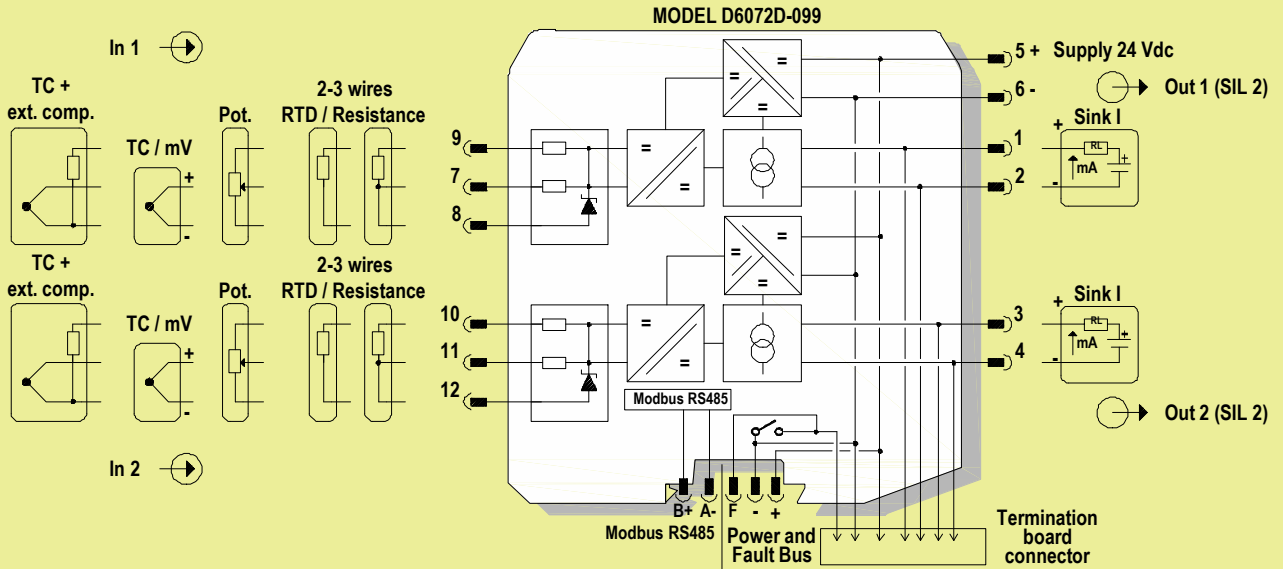 MODEL D6072D-099
In 1
5 + Supply 24 Vdc
TC +
ext. comp.
2-3 wires
RTD / Resistance
Pot.
TC / mV
+
-
6 -
Out 1 (SIL 2)
Sink I
9
7
8
=
=
=
=
=
1
2
+
-
RL
mA
+
TC +
ext. comp.
2-3 wires
RTD / Resistance
Pot.
TC / mV
+
-
10
11
12
=
=
=
=
=
3
4
Sink I
+
-
RL
mA
+
Modbus RS485
Out 2 (SIL 2)
In 2
B+ A- F - +
Modbus RS485
Power and
Fault Bus
Termination
board
connector